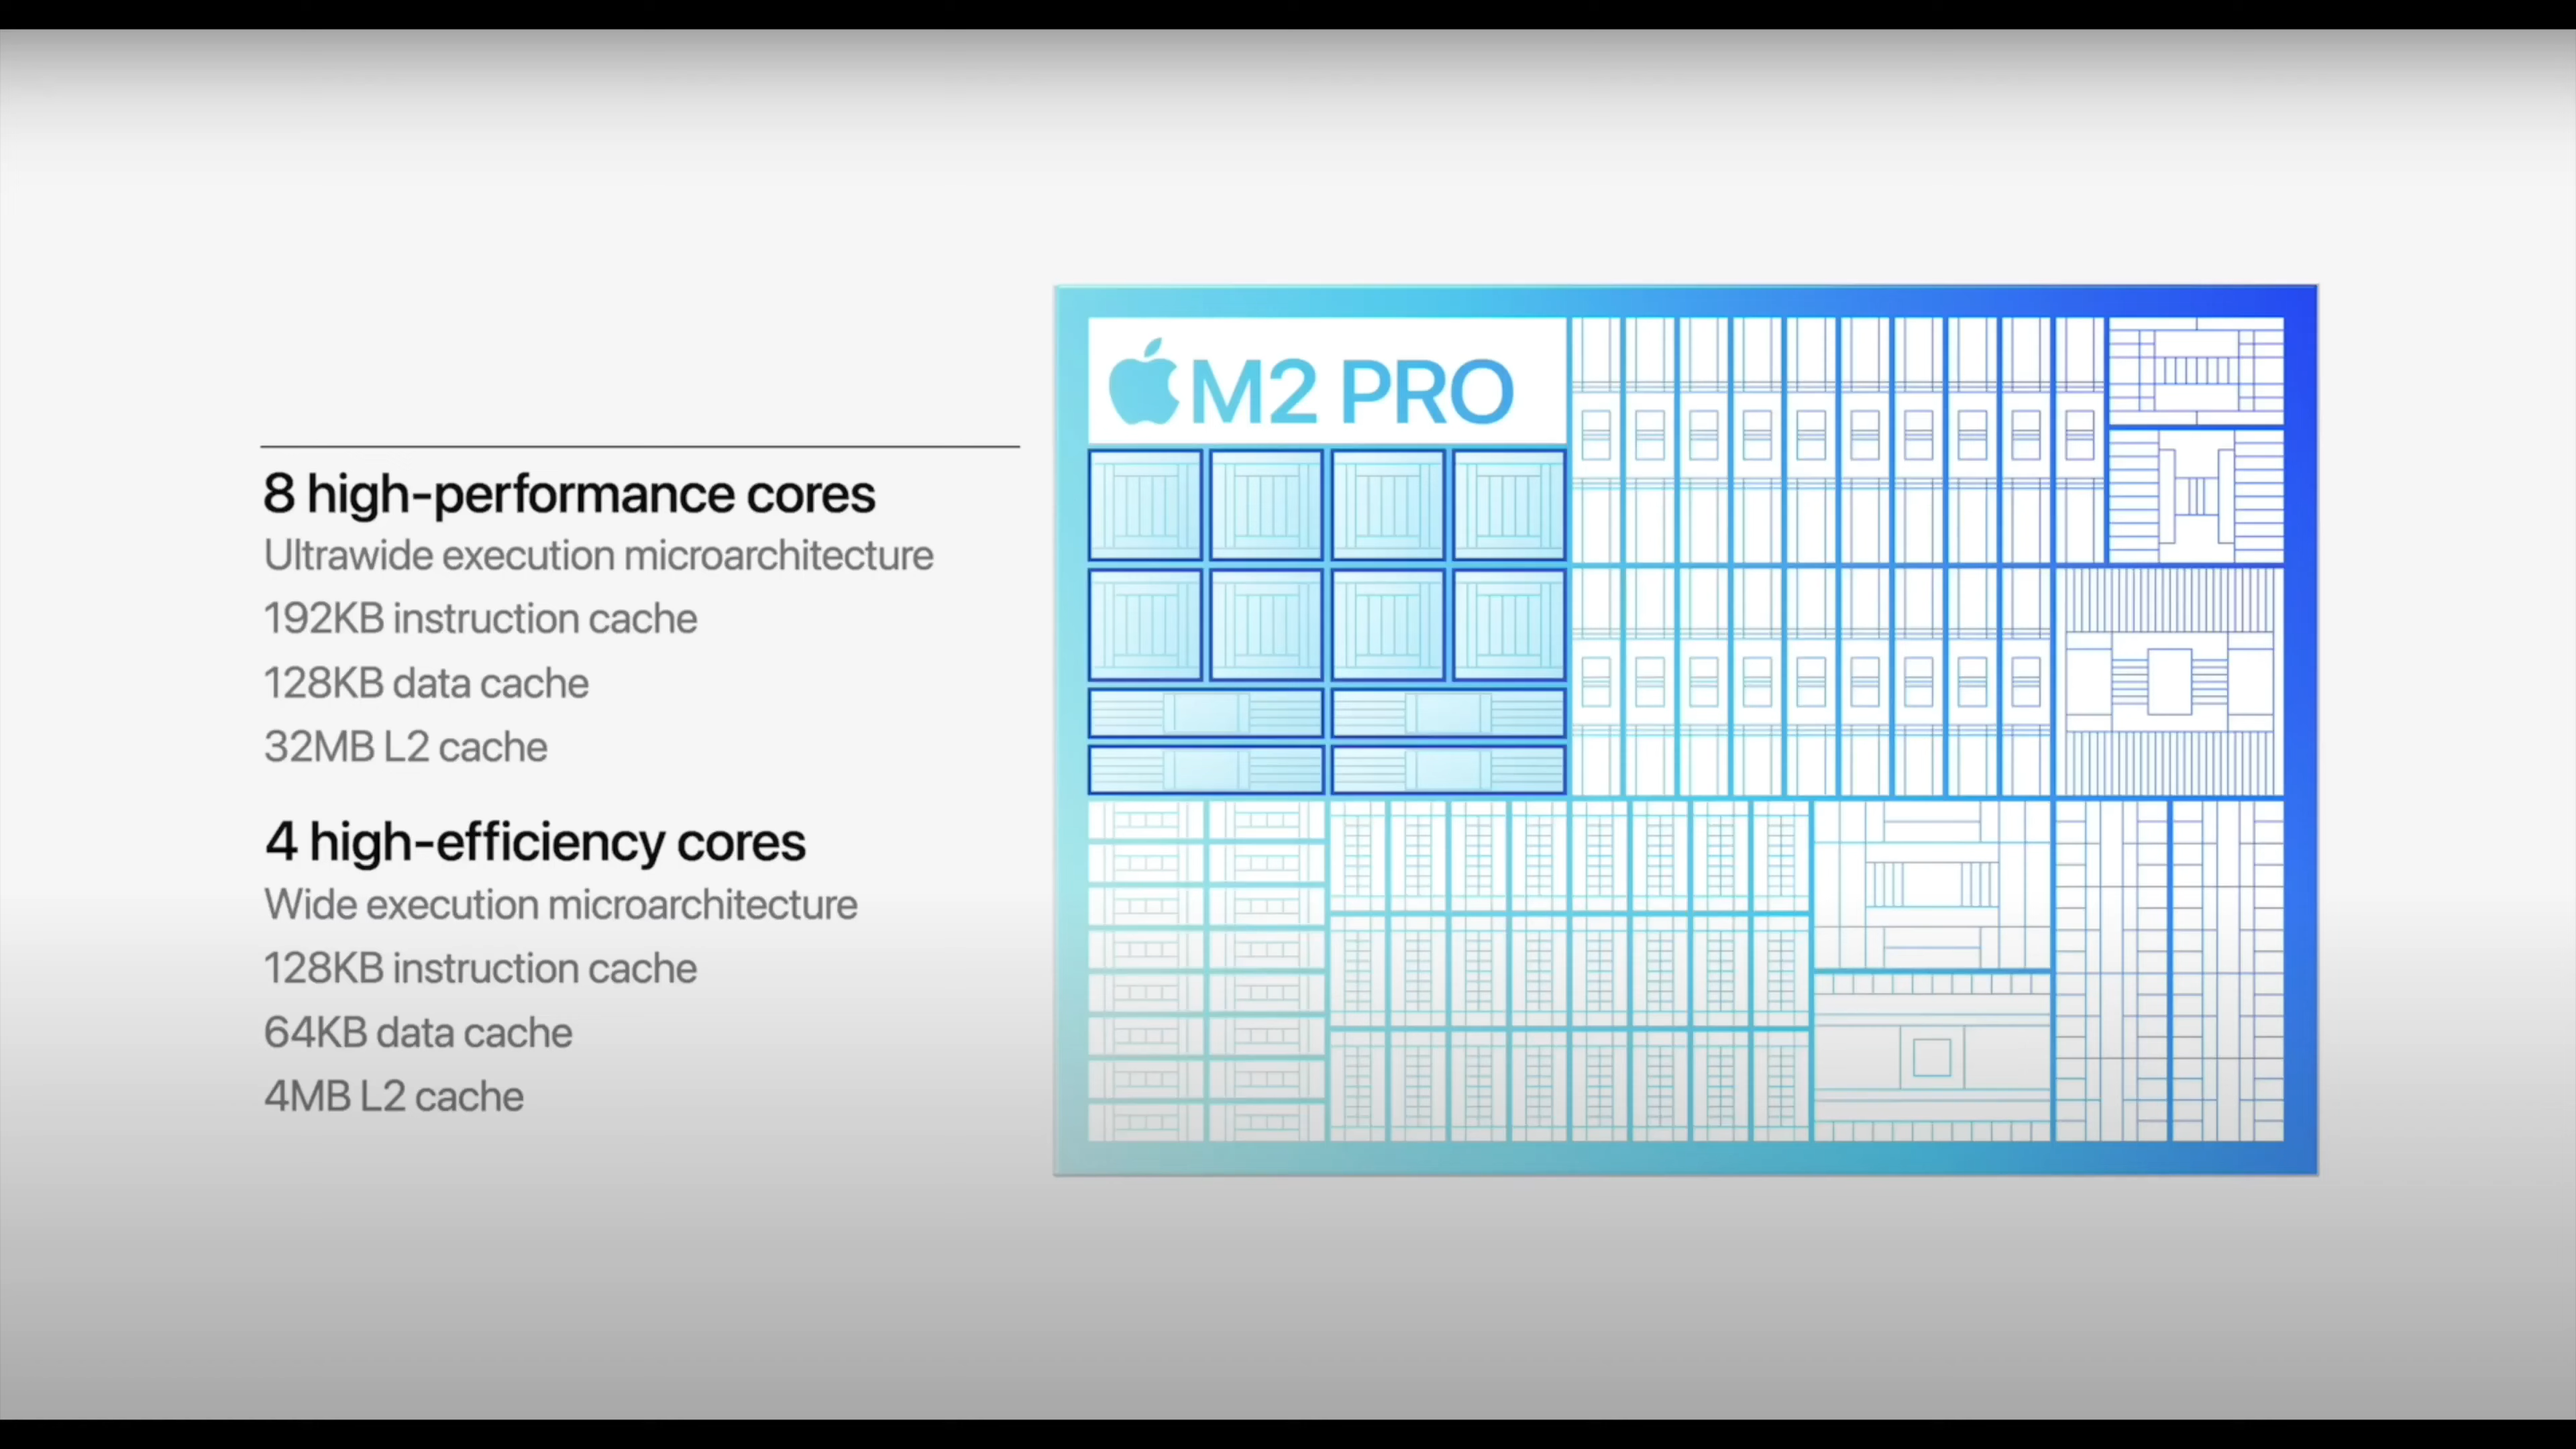 8 high-performance cores
Ultrawide execution microarchitecture
192KB instruction cache
128KB data cache
32MB L2 cache
4 high-efficiency cores
Wide execution microarchitecture
128KB instruction cache
64KB data cache
4MB L2 cache
M2 PRO